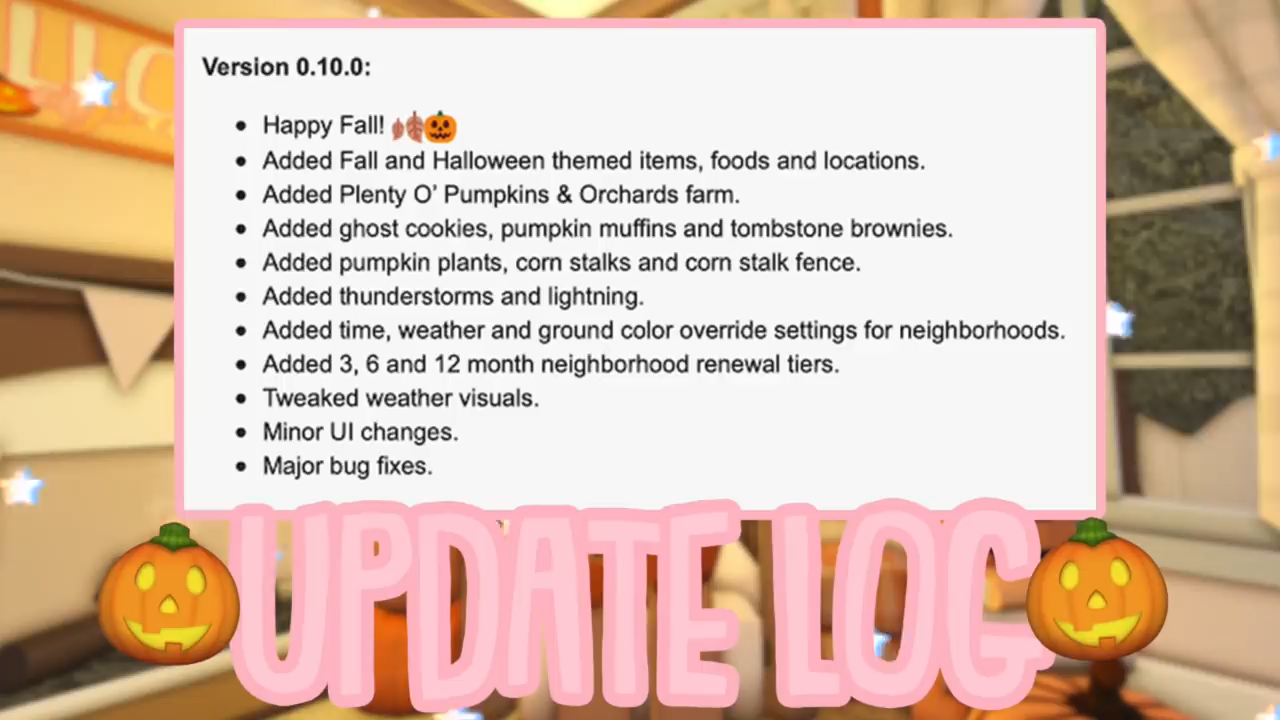 Version 0.10.0:
• Happy Fall! 🍂🎃
• Added Fall and Halloween themed items, foods and locations.
• Added Plenty O’ Pumpkins & Orchards farm.
• Added ghost cookies, pumpkin muffins and tombstone brownies.
• Added pumpkin plants, corn stalks and corn stalk fence.
• Added thunderstorms and lightning.
• Added time, weather and ground color override settings for neighborhoods.
• Added 3, 6 and 12 month neighborhood renewal tiers.
• Tweaked weather visuals.
• Minor UI changes.
• Major bug fixes.
UPDATE LOG